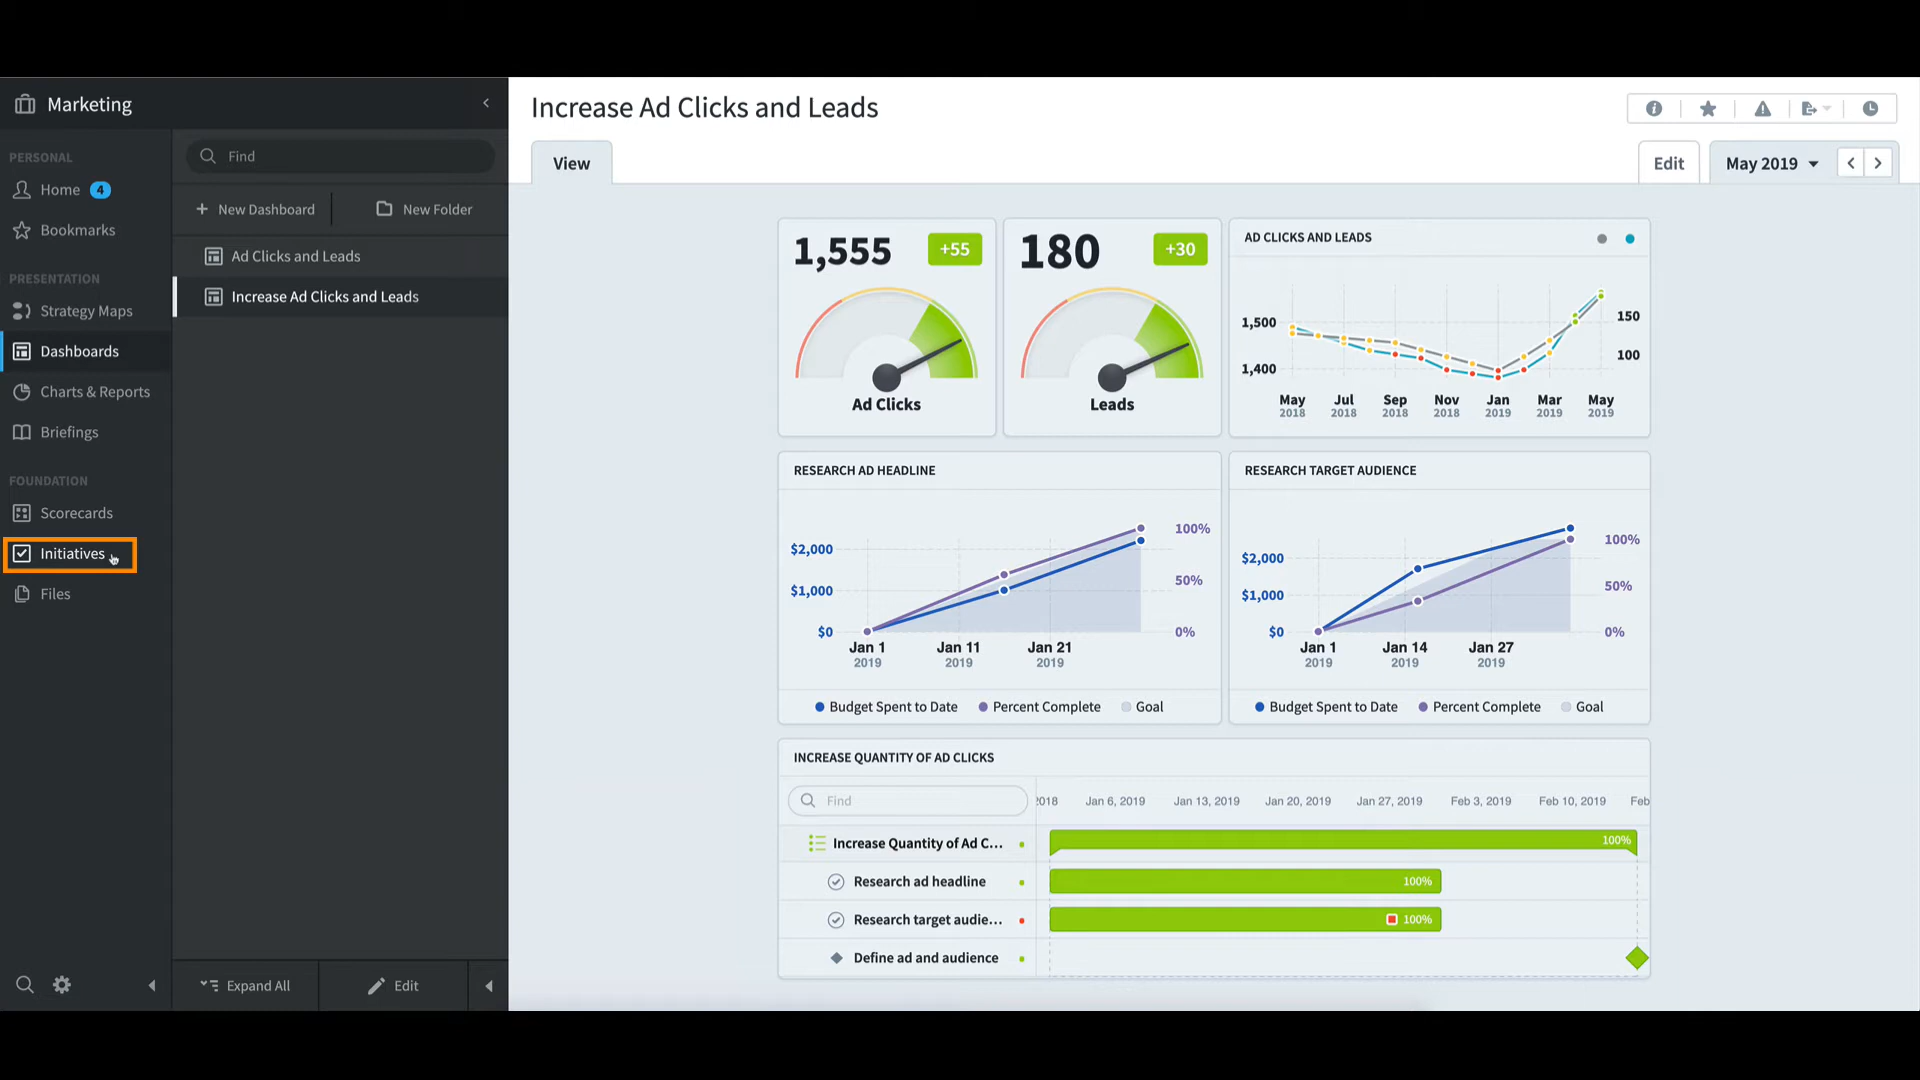 Marketing
PERSONAL
Home 4
Bookmarks
PRESENTATION
Strategy Maps
Dashboards
Charts & Reports
Briefings
FOUNDATION
Scorecards
Initiatives
Files
Find
New Dashboard
New Folder
Ad Clicks and Leads
Increase Ad Clicks and Leads
Expand All
Edit
Increase Ad Clicks and Leads
View
Edit
May 2019
1,555 +55
Ad Clicks
180 +30
Leads
AD CLICKS AND LEADS
1,500
1,400
150
100
May Jul Sep Nov Jan Mar May
2018 2018 2018 2018 2019 2019 2019
RESEARCH AD HEADLINE
$2,000
$1,000
$0
100%
50%
0%
Jan 1 Jan 11 Jan 21
2019 2019 2019
Budget Spent to Date Percent Complete Goal
RESEARCH TARGET AUDIENCE
$2,000
$1,000
$0
100%
50%
0%
Jan 1 Jan 14 Jan 27
2019 2019 2019
Budget Spent to Date Percent Complete Goal
INCREASE QUANTITY OF AD CLICKS
Find
2018 Jan 6, 2019 Jan 13, 2019 Jan 20, 2019 Jan 27, 2019 Feb 3, 2019 Feb 10, 2019 Feb
Increase Quantity of Ad C... 100%
Research ad headline 100%
Research target audie... 100%
Define ad and audience